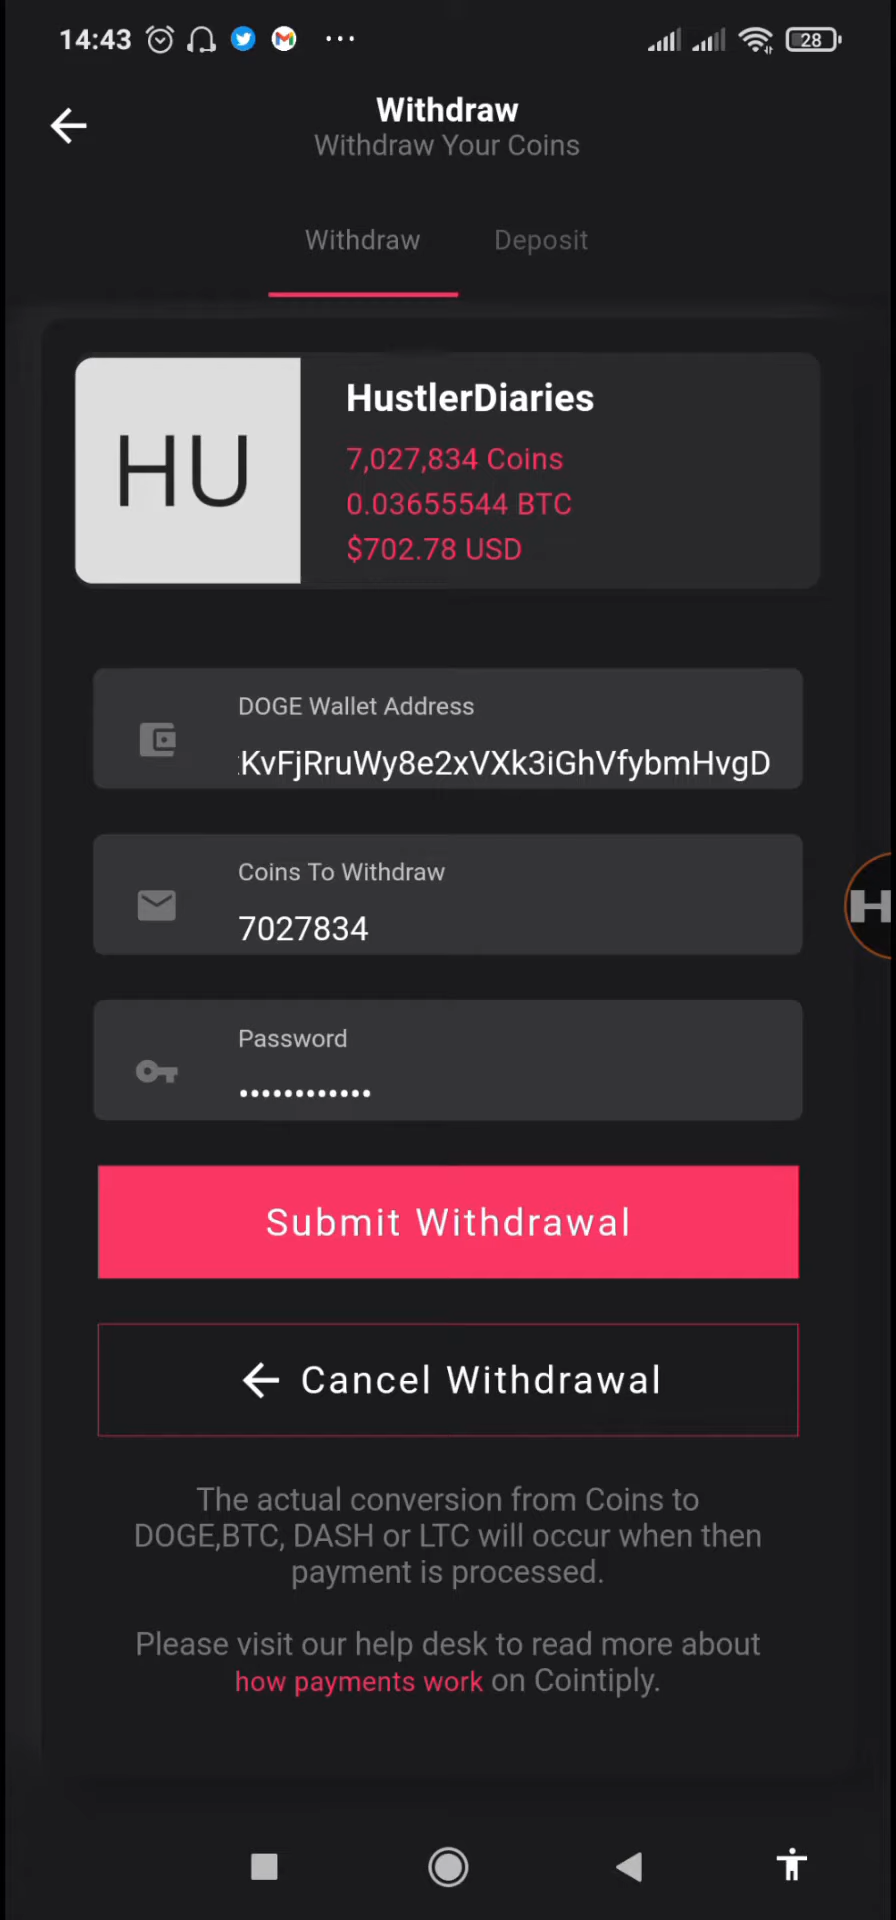 14:43
28
Withdraw
Withdraw Your Coins
Withdraw Deposit
HU
HustlerDiaries
7,027,834 Coins
0.03655544 BTC
$702.78 USD
DOGE Wallet Address
KvFjRruWy8e2xVXk3iGhVfybmHvgD
Coins To Withdraw
7027834
H
Password
••••••••••••
Submit Withdrawal
← Cancel Withdrawal
The actual conversion from Coins to
DOGE,BTC, DASH or LTC will occur when then
payment is processed.
Please visit our help desk to read more about
how payments work on Cointiply.